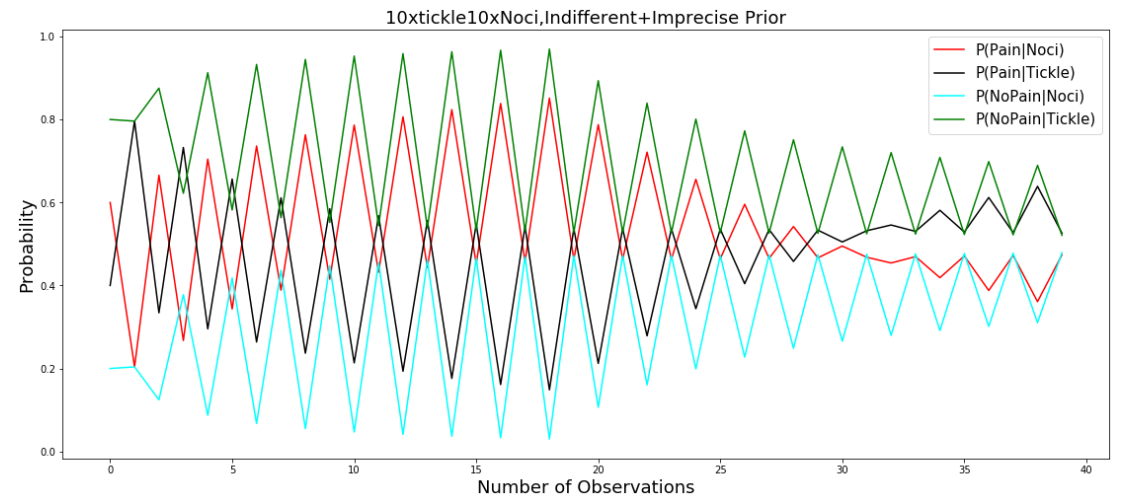 10xtickle10xNoci,Indifferent+Imprecise Prior
1.0
0.8
0.6
0.4
0.2
0.0
Probability
P(Pain|Noci)
P(Pain|Tickle)
P(NoPain|Noci)
P(NoPain|Tickle)
0 5 10 15 20 25 30 35 40
Number of Observations